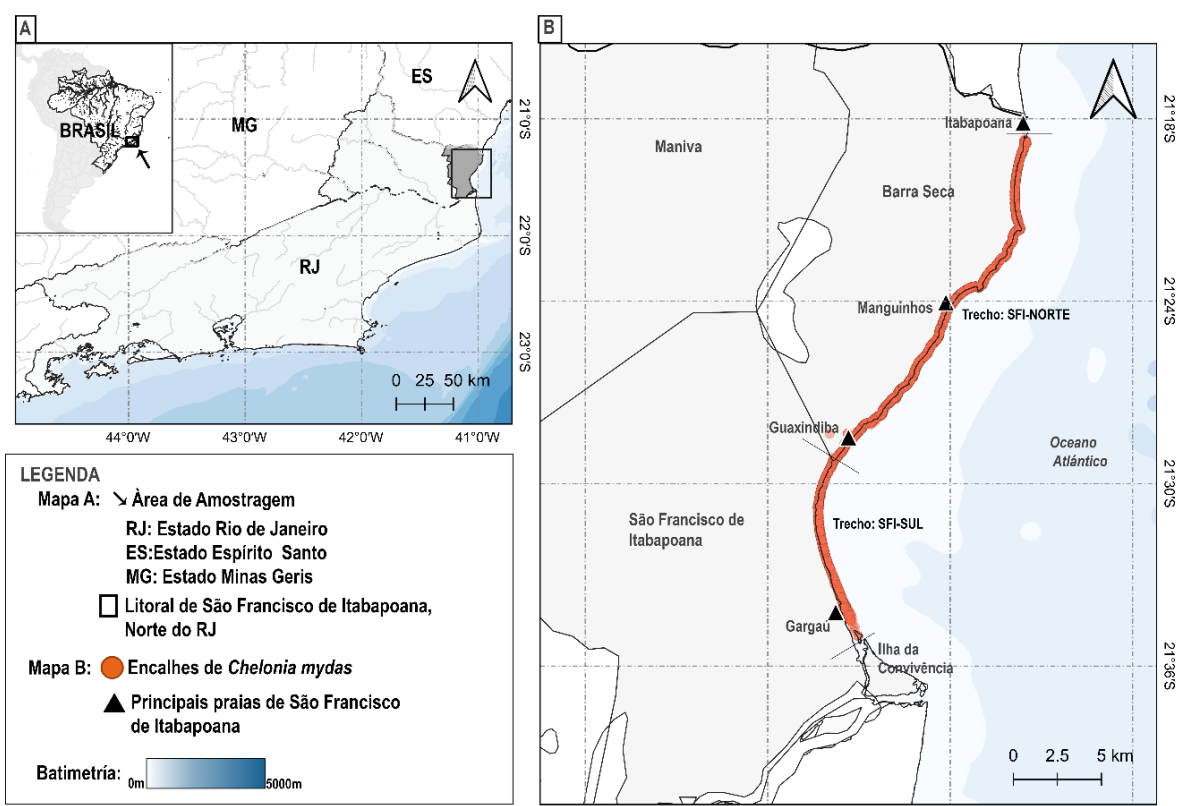 A
BRASIL
ES
MG
RJ
21°0'S
22°0'S
23°0'S
0 25 50 km
44°0'W 43°0'W 42°0'W 41°0'W
LEGENDA
Mapa A: Àrea de Amostragem
RJ: Estado Rio de Janeiro
ES:Estado Espírito Santo
MG: Estado Minas Geris
Litoral de São Francisco de Itabapoana,
Norte do RJ
Mapa B: Encalhes de Chelonia mydas
Principais praias de São Francisco
de Itabapoana
Batimetría: 0m 5000m
B
Itabapoana
Maniva
Barra Seca
Manguinhos
Trecho: SFI-NORTE
Guaxindiba
Oceano
Atlántico
São Francisco de
Itabapoana
Trecho: SFI-SUL
Gargaú
Ilha da
Convivência
21°18'S
21°24'S
21°30'S
21°36'S
0 2.5 5 km